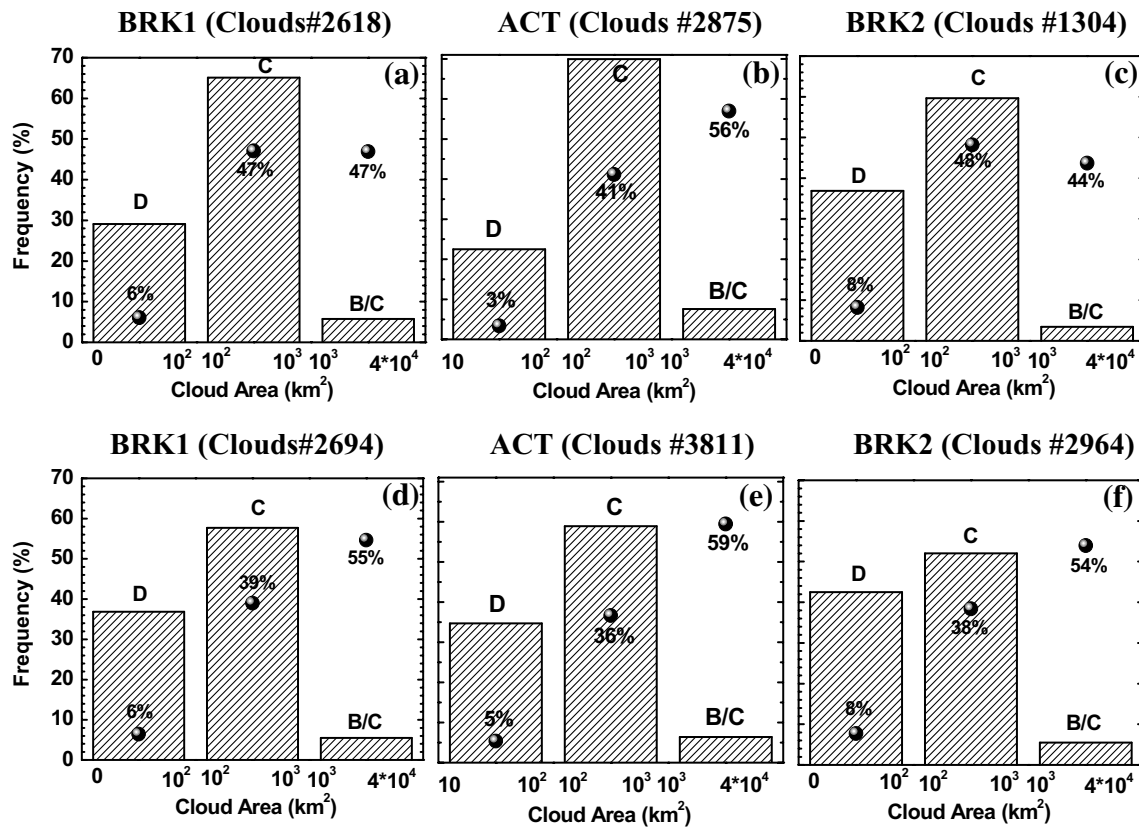 BRK1 (Clouds#2618) ACT (Clouds #2875) BRK2 (Clouds #1304)
70 C (a) (b) C (c)
60 C 56%
50 47% 47% 41% 48% 44%
40 D
30 D D
20
10 6% B/C 3% B/C 8% B/C
0
0 10² 10² 10³ 10³ 4*10⁴ 10 10² 10² 10³ 10³ 4*10⁴ 0 10² 10² 10³ 10³ 4*10⁴
Frequency (%)
Cloud Area (km²) Cloud Area (km²) Cloud Area (km²)
BRK1 (Clouds#2694) ACT (Clouds #3811) BRK2 (Clouds #2964)
70 (d) (e) (f)
60 C C C
50 55% 59% 54%
40 D 39% D 36% D 38%
30
20
10 6% B/C 5% B/C 8% B/C
0
0 10² 10² 10³ 10³ 4*10⁴ 10 10² 10² 10³ 10³ 4*10⁴ 0 10² 10² 10³ 10³ 4*10⁴
Frequency (%)
Cloud Area (km²) Cloud Area (km²) Cloud Area (km²)